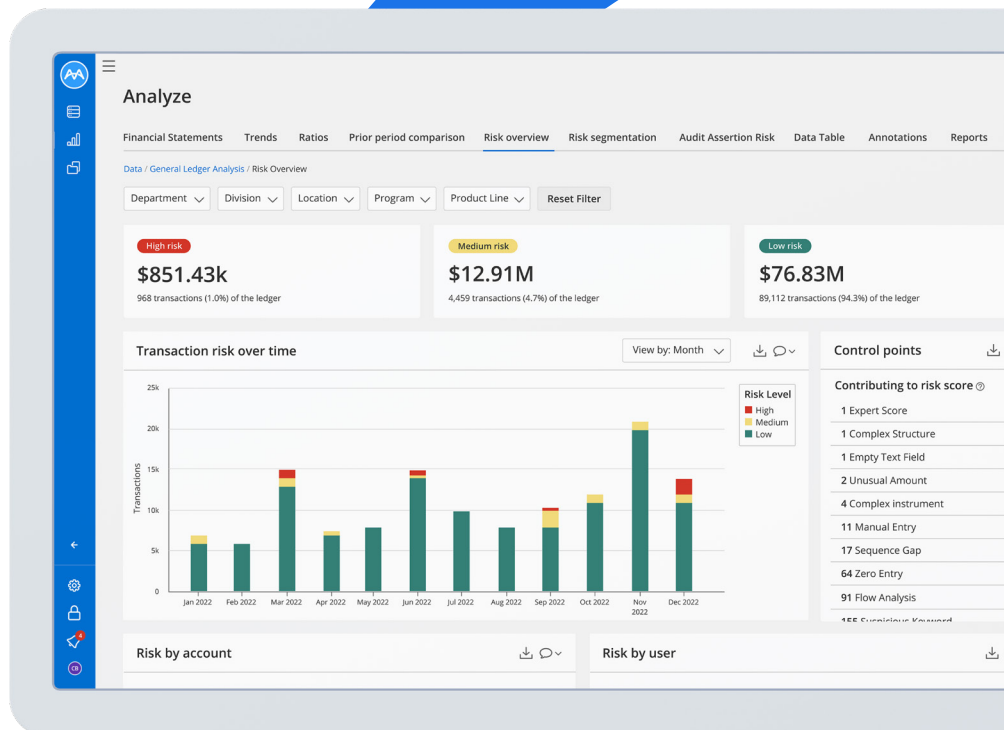 Analyze
Financial Statements Trends Ratios Prior period comparison Risk overview Risk segmentation Audit Assertion Risk Data Table Annotations Reports
Data / General Ledger Analysis / Risk Overview
Department Division Location Program Product Line Reset Filter
High risk Medium risk Low risk
$851.43k $12.91M $76.83M
968 transactions (1.0%) of the ledger 4,459 transactions (4.7%) of the ledger 89,112 transactions (94.3%) of the ledger
Transaction risk over time View by: Month
Transactions
25k
20k
15k
10k
5k
0
Jan 2022 Feb 2022 Mar 2022 Apr 2022 May 2022 Jun 2022 Jul 2022 Aug 2022 Sep 2022 Oct 2022 Nov 2022 Dec 2022
Risk Level
High
Medium
Low
Control points
Contributing to risk score
1 Expert Score
1 Complex Structure
1 Empty Text Field
2 Unusual Amount
4 Complex instrument
11 Manual Entry
17 Sequence Gap
64 Zero Entry
91 Flow Analysis
155 Suspicious Keyword
4
CB
Risk by account Risk by user